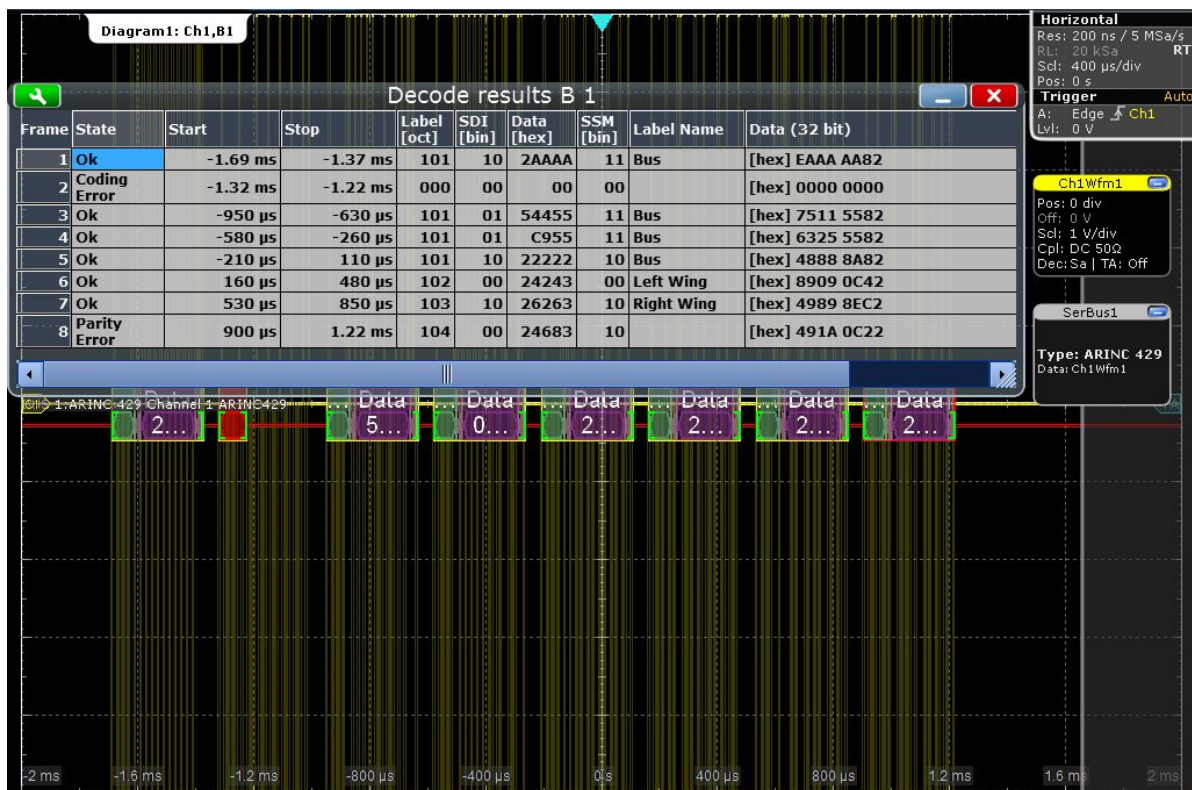 Diagram1: Ch1,B1
Horizontal
Res: 200 ns / 5 MSa/s
RL: 20 kSa RT
Scl: 400 µs/div
Pos: 0 s
Trigger Auto
A: Edge Ch1
Lvl: 0 V
Decode results B 1
Frame State Start Stop Label [oct] SDI [bin] Data [hex] SSM [bin] Label Name Data (32 bit)
1 Ok -1.69 ms -1.37 ms 101 10 2AAAA 11 Bus [hex] EAAA AA82
2 Coding Error -1.32 ms -1.22 ms 000 00 00 00 [hex] 0000 0000
3 Ok -950 µs -630 µs 101 01 54455 11 Bus [hex] 7511 5582
4 Ok -580 µs -260 µs 101 01 C955 11 Bus [hex] 6325 5582
5 Ok -210 µs 110 µs 101 10 22222 10 Bus [hex] 4888 8A82
6 Ok 160 µs 480 µs 102 00 24243 00 Left Wing [hex] 8909 0C42
7 Ok 530 µs 850 µs 103 10 26263 10 Right Wing [hex] 4989 8EC2
8 Parity Error 900 µs 1.22 ms 104 00 24683 10 [hex] 491A 0C22
Ch1Wfm1
Pos: 0 div
Off: 0 V
Scl: 1 V/div
Cpl: DC 50Ω
Dec: Sa | TA: Off
SerBus1
Type: ARINC 429
Data: Ch1Wfm1
1:ARINC 429 Channel 1 ARINC429 ... Data ... Data ... Data ... Data ... Data ... Data
2... 5... 0... 2... 2... 2... 2...
-2 ms -1.6 ms -1.2 ms -800 µs -400 µs 0 s 400 µs 800 µs 1.2 ms 1.6 ms 2 ms